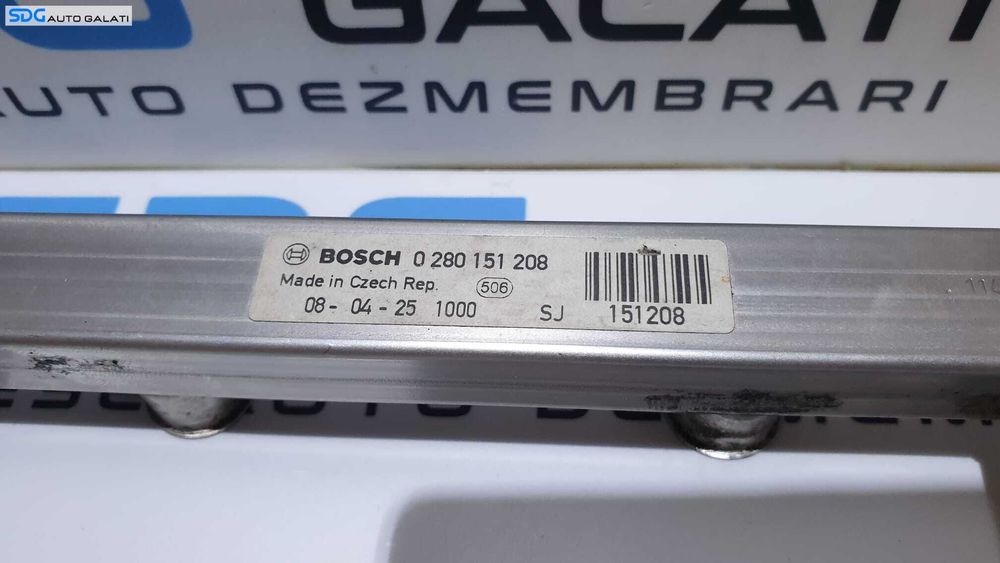 SDG AUTO GALATI
GALATI
AUTO DEZMEMBRARI
BOSCH 0 280 151 208
Made in Czech Rep. 506
08- 04 - 25 1000 SJ 151208